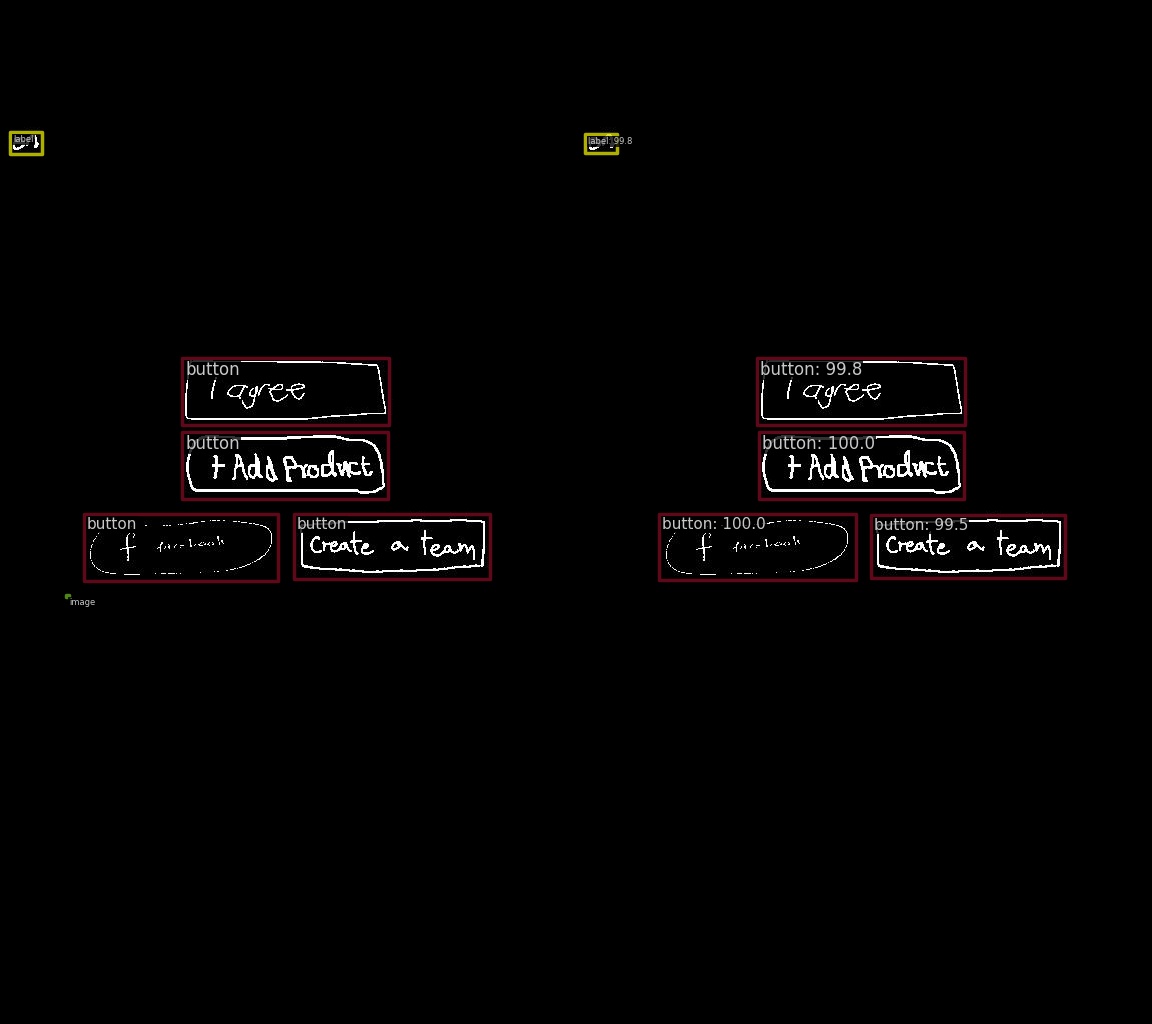 label label: 99.8
button button: 99.8
I agree I agree
button button: 100.0
+ Add Product + Add Product
button button button: 100.0 button: 99.5
f facebook Create a team f facebook Create a team
image